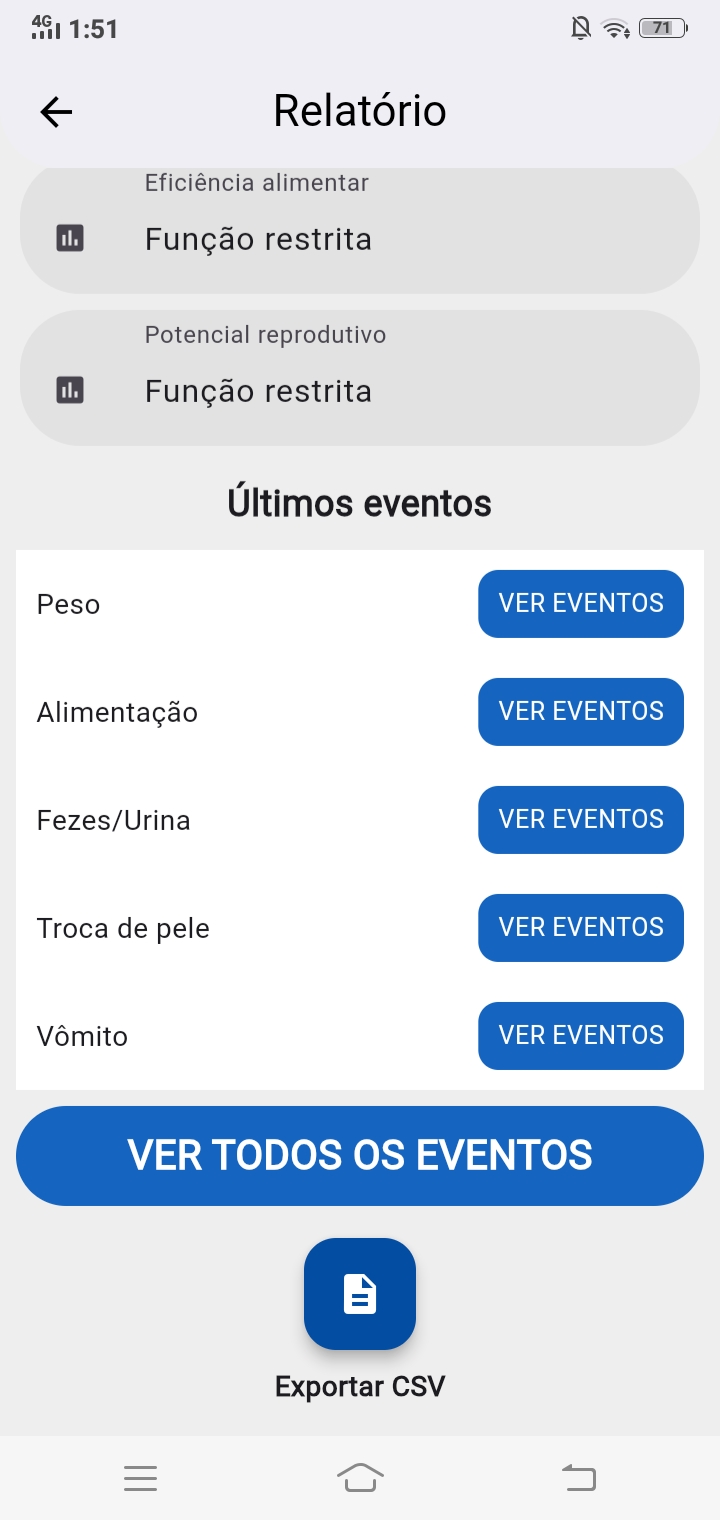 4G 1:51 71
Relatório
Eficiência alimentar
Função restrita
Potencial reprodutivo
Função restrita
Últimos eventos
Peso VER EVENTOS
Alimentação VER EVENTOS
Fezes/Urina VER EVENTOS
Troca de pele VER EVENTOS
Vômito VER EVENTOS
VER TODOS OS EVENTOS
Exportar CSV